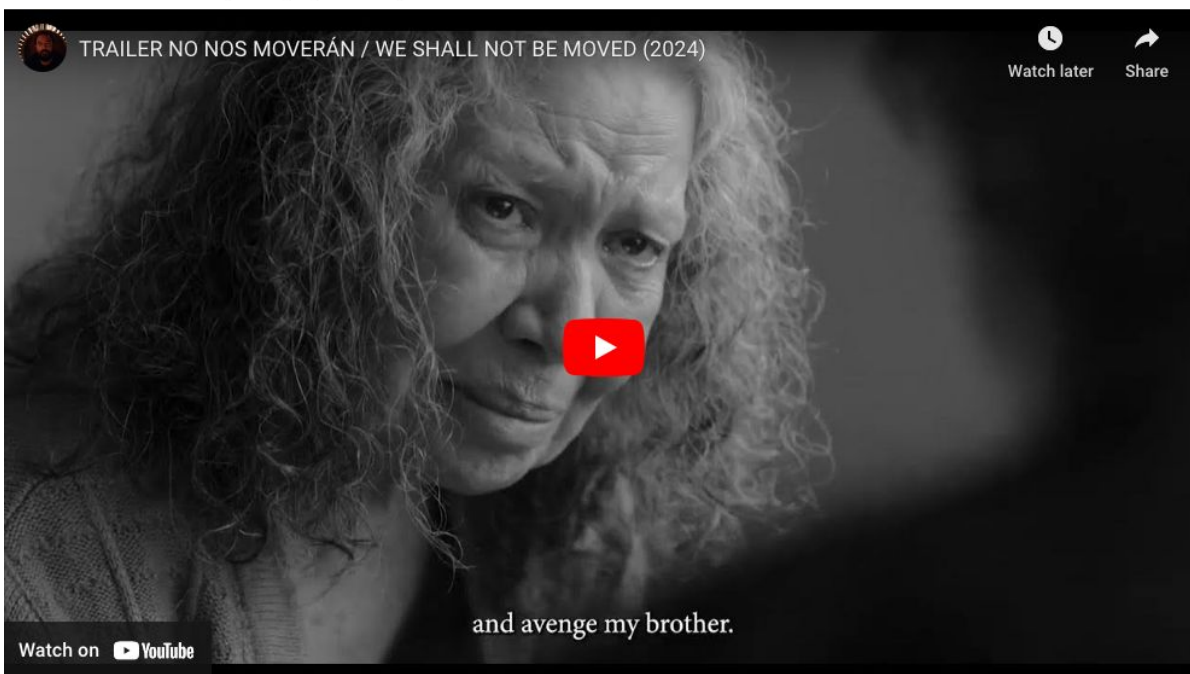 TRAILER NO NOS MOVERÁN / WE SHALL NOT BE MOVED (2024)
Watch later
Share
and avenge my brother.
Watch on YouTube